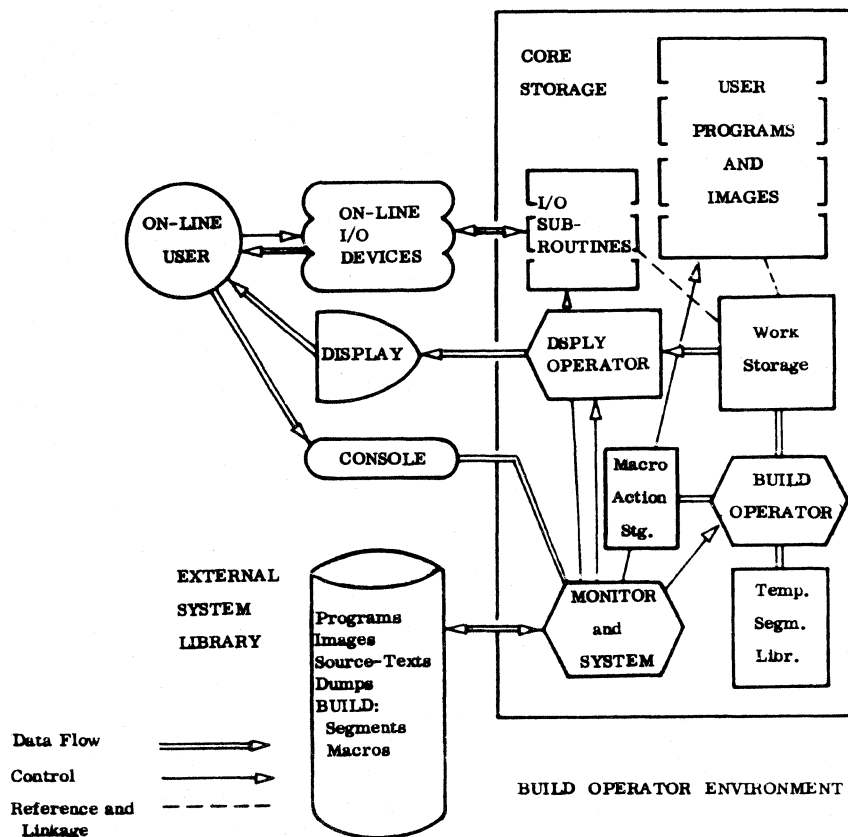 CORE
STORAGE
USER
PROGRAMS
AND
IMAGES
ON-LINE
USER
ON-LINE
I/O
DEVICES
I/O
SUB-
ROUTINES
DISPLAY
DSPLY
OPERATOR
Work
Storage
CONSOLE
Macro
Action
Stg.
BUILD
OPERATOR
EXTERNAL
SYSTEM
LIBRARY
Programs
Images
Source-Texts
Dumps
BUILD:
Segments
Macros
MONITOR
and
SYSTEM
Temp.
Segm.
Libr.
Data Flow
Control
Reference and
Linkage
BUILD OPERATOR ENVIRONMENT